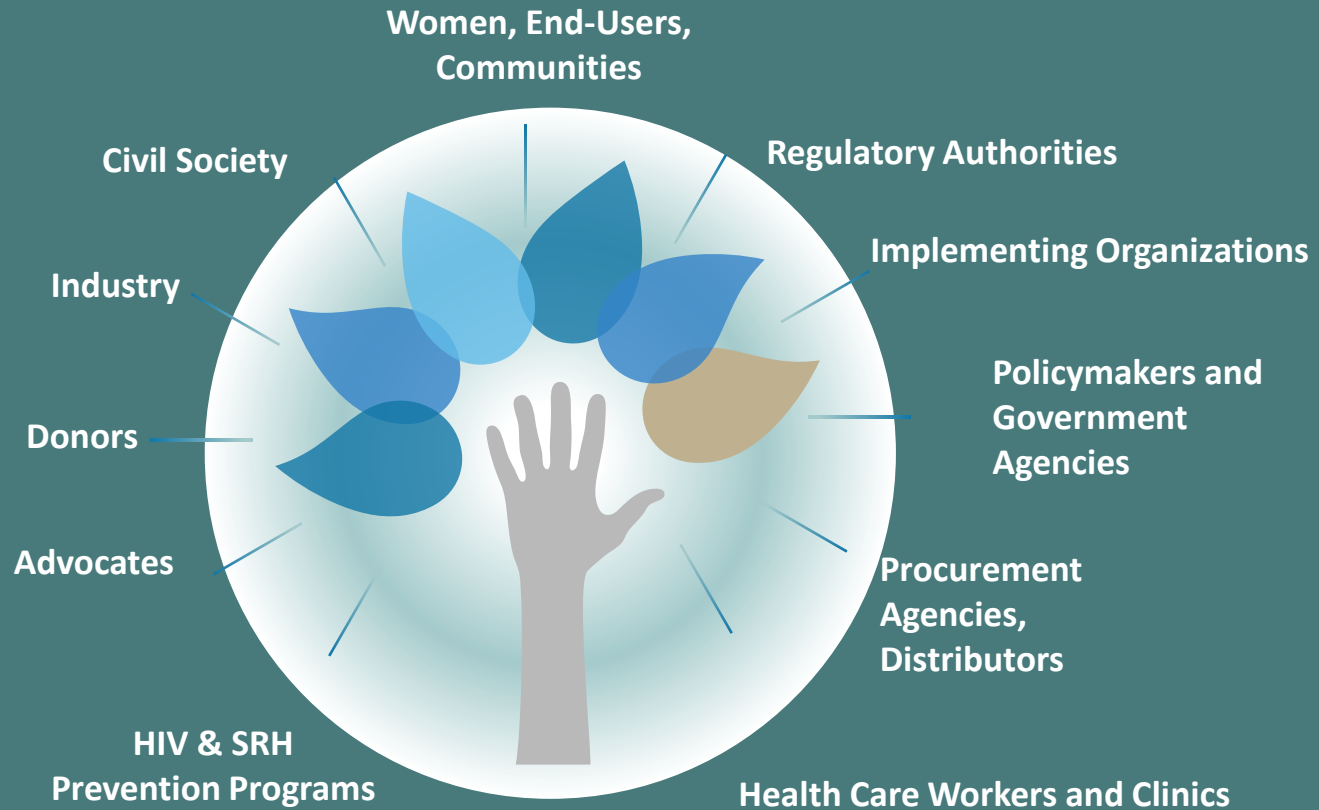 Women, End-Users,
Communities
Civil Society
Regulatory Authorities
Implementing Organizations
Industry
Policymakers and
Government
Agencies
Donors
Advocates
Procurement
Agencies,
Distributors
HIV & SRH
Prevention Programs
Health Care Workers and Clinics